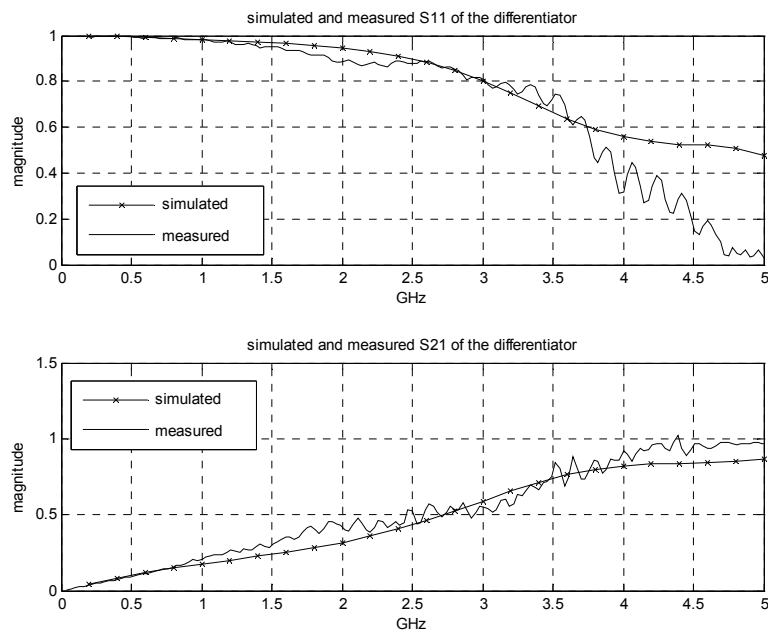 simulated and measured S11 of the differentiator
1
0.8
0.6
0.4
0.2
0
magnitude
simulated
measured
0 0.5 1 1.5 2 2.5 3 3.5 4 4.5 5
GHz
simulated and measured S21 of the differentiator
1.5
1
0.5
0
magnitude
simulated
measured
0 0.5 1 1.5 2 2.5 3 3.5 4 4.5 5
GHz